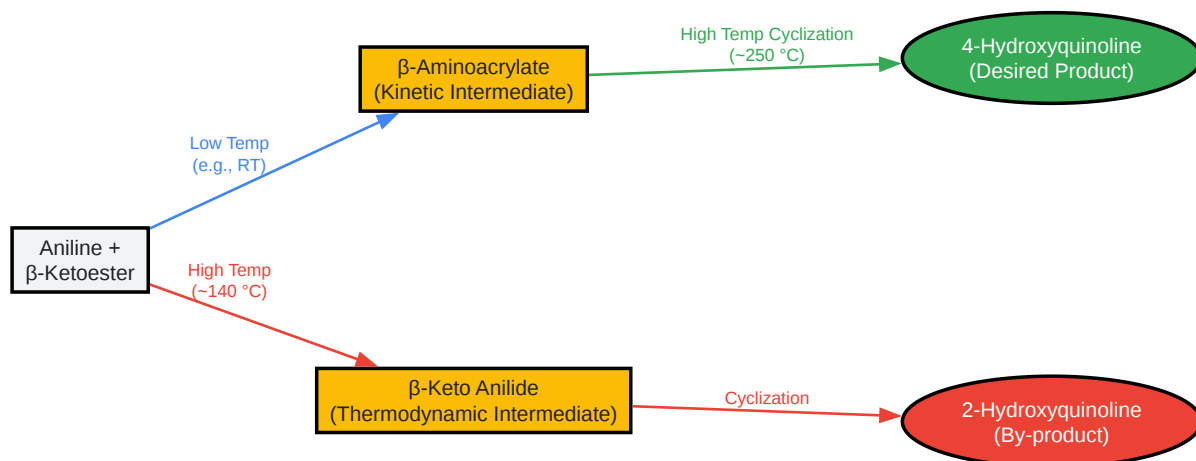 β-Aminoacrylate
(Kinetic Intermediate)
High Temp Cyclization
(~250 °C)
4-Hydroxyquinoline
(Desired Product)
Low Temp
(e.g., RT)
Aniline +
β-Ketoester
High Temp
(~140 °C)
β-Keto Anilide
(Thermodynamic Intermediate)
Cyclization
2-Hydroxyquinoline
(By-product)